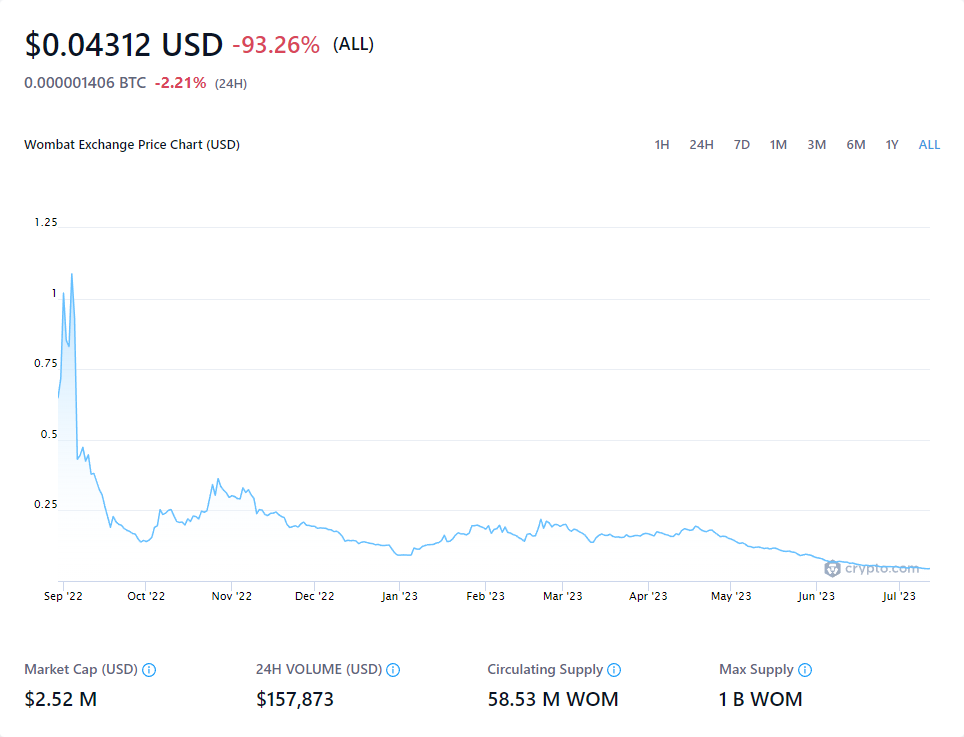 $0.04312 USD -93.26% (ALL)
0.000001406 BTC -2.21% (24H)
Wombat Exchange Price Chart (USD) 1H 24H 7D 1M 3M 6M 1Y ALL
1.25
1
0.75
0.5
0.25
crypto.com
Sep '22 Oct '22 Nov '22 Dec '22 Jan '23 Feb '23 Mar '23 Apr '23 May '23 Jun '23 Jul '23
Market Cap (USD) 24H VOLUME (USD) Circulating Supply Max Supply
$2.52 M $157,873 58.53 M WOM 1 B WOM